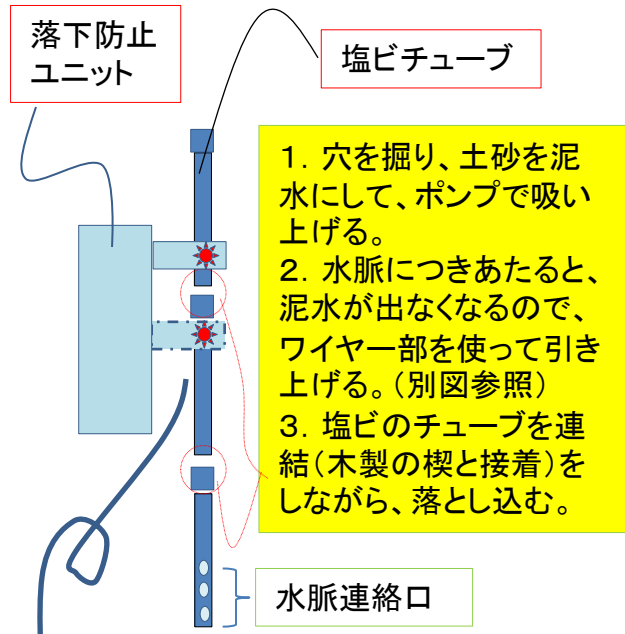 落下防止
ユニット
塩ビチューブ
1．穴を掘り、土砂を泥
水にして、ポンプで吸い
上げる。
2．水脈につきあたると、
泥水が出なくなるので、
ワイヤー部を使って引き
上げる。（別図参照）
3．塩ビのチューブを連
結（木製の楔と接着）を
しながら、落とし込む。
水脈連絡口